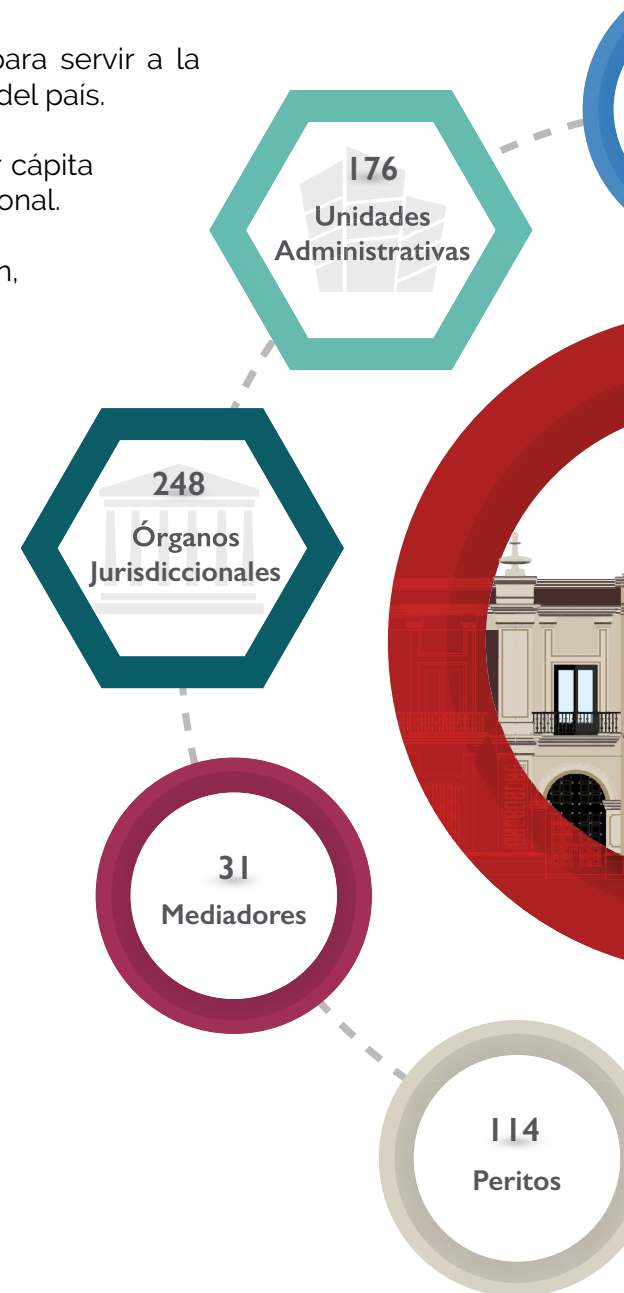 para servir a la
del país.
cápita
onal.
n,
176
Unidades
Administrativas
248
Órganos
Jurisdiccionales
31
Mediadores
114
Peritos